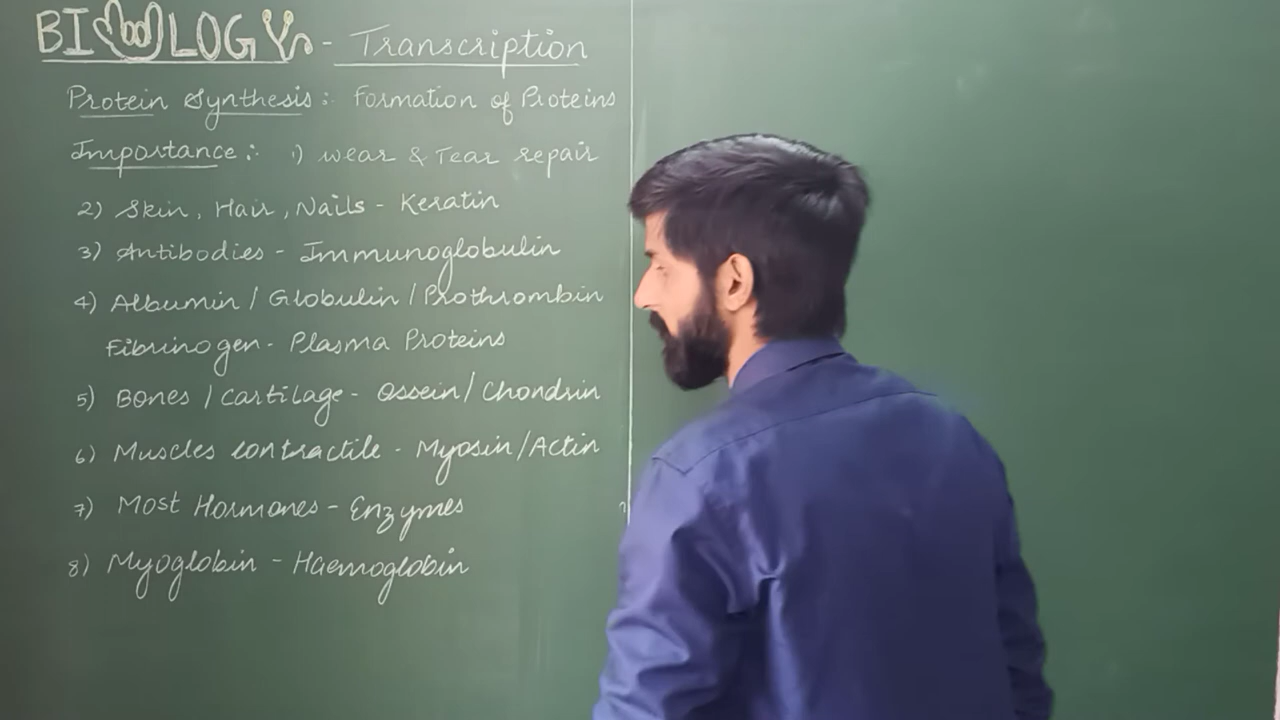 BIOLOGY - Transcription
Protein Synthesis: Formation of Proteins
Importance: 1) Wear & Tear repair
2) Skin, Hair, Nails - Keratin
3) Antibodies - Immunoglobulin
4) Albumin / Globulin / Prothrombin
Fibrinogen - Plasma Proteins
5) Bones / Cartilage - Ossein / Chondrin
6) Muscles contractile - Myosin / Actin
7) Most Hormones - Enzymes
8) Myoglobin - Haemoglobin